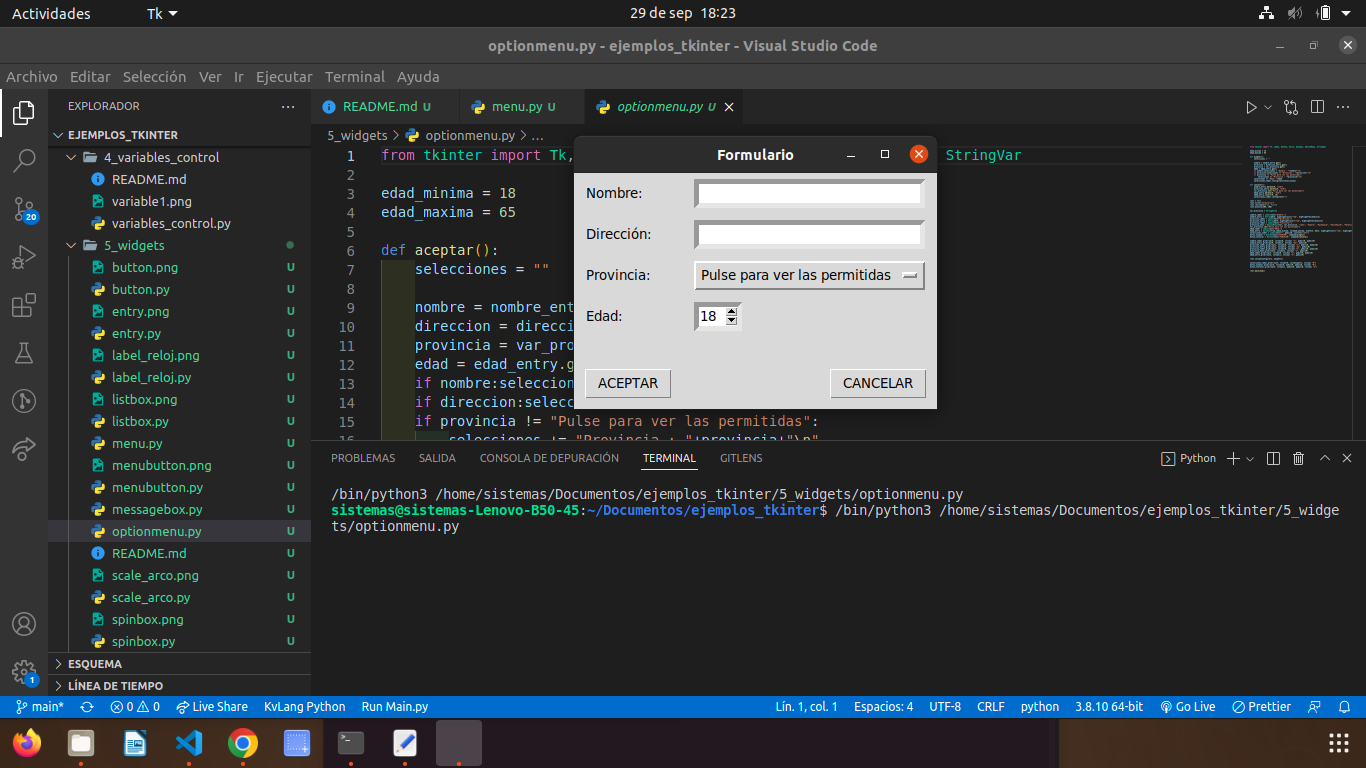 Actividades
Tk
29 de sep 18:23
optionmenu.py - ejemplos_tkinter - Visual Studio Code
Archivo Editar Selección Ver Ir Ejecutar Terminal Ayuda
EXPLORADOR
EJEMPLOS_TKINTER
4_variables_control
README.md
variable1.png
variables_control.py
5_widgets
button.png U
button.py U
entry.png U
entry.py U
label_reloj.png U
label_reloj.py U
listbox.png U
listbox.py U
menu.py U
menubutton.png U
menubutton.py U
messagebox.py U
optionmenu.py U
README.md U
scale_arco.png U
scale_arco.py U
spinbox.png U
spinbox.py U
ESQUEMA
LÍNEA DE TIEMPO
20
1
README.md U
menu.py U
optionmenu.py U
5_widgets > optionmenu.py > ...
1 from tkinter import Tk, StringVar
2
3 edad_minima = 18
4 edad_maxima = 65
5
6 def aceptar():
7 selecciones = ""
8
9 nombre = nombre_ent
10 direccion = direcci
11 provincia = var_pro
12 edad = edad_entry.g
13 if nombre:seleccion
14 if direccion:selecc
15 if provincia != "Pulse para ver las permitidas":
16 selecciones += "Provincia : "+provincia+"\n"
Formulario
Nombre:
Dirección:
Provincia: Pulse para ver las permitidas
Edad: 18
ACEPTAR CANCELAR
PROBLEMAS SALIDA CONSOLA DE DEPURACIÓN TERMINAL GITLENS
Python
/bin/python3 /home/sistemas/Documentos/ejemplos_tkinter/5_widgets/optionmenu.py
sistemas@sistemas-Lenovo-B50-45:~/Documentos/ejemplos_tkinter$ /bin/python3 /home/sistemas/Documentos/ejemplos_tkinter/5_widge
ts/optionmenu.py
main* 0 0 Live Share KvLang Python Run Main.py Lín. 1, col. 1 Espacios: 4 UTF-8 CRLF python 3.8.10 64-bit Go Live Prettier